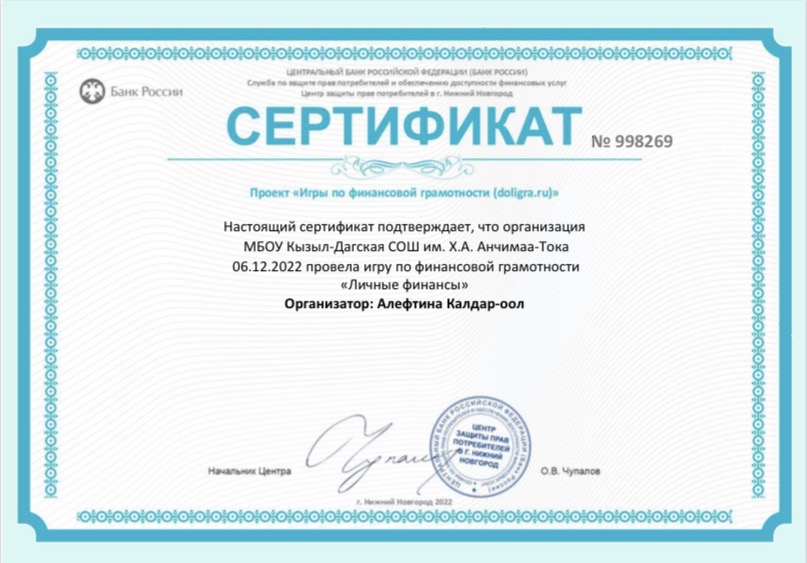 ЦЕНТРАЛЬНЫЙ БАНК РОССИЙСКОЙ ФЕДЕРАЦИИ (БАНК РОССИИ)
Служба по защите прав потребителей и обеспечению доступности финансовых услуг
Центр защиты прав потребителей в г. Нижний Новгород
Банк России
СЕРТИФИКАТ
№ 998269
Проект «Игры по финансовой грамотности (doligra.ru)»
Настоящий сертификат подтверждает, что организация
МБОУ Кызыл-Дагская СОШ им. Х.А. Анчимаа-Тока
06.12.2022 провела игру по финансовой грамотности
«Личные финансы»
Организатор: Алефтина Калдар-оол
ЦЕНТР
ЗАЩИТЫ ПРАВ
ПОТРЕБИТЕЛЕЙ
В Г. НИЖНИЙ
НОВГОРОД
ЦЕНТРАЛЬНЫЙ БАНК РОССИЙСКОЙ ФЕДЕРАЦИИ (Банк России)
Начальник Центра
О.В. Чупалов
г. Нижний Новгород 2022